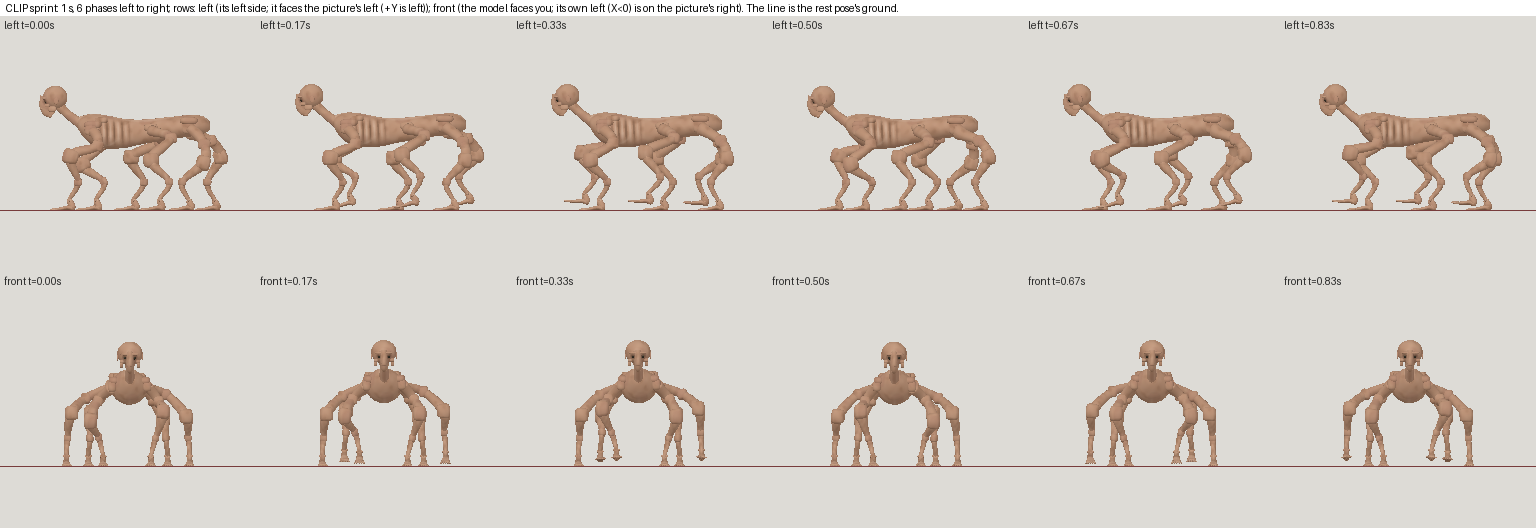 CLIP sprint: 1 s, 6 phases left to right; rows: left (its left side; it faces the picture's left (+Y is left)); front (the model faces you; its own left (X<0) is on the picture's right). The line is the rest pose's ground.
left t=0.00s left t=0.17s left t=0.33s left t=0.50s left t=0.67s left t=0.83s
front t=0.00s front t=0.17s front t=0.33s front t=0.50s front t=0.67s front t=0.83s